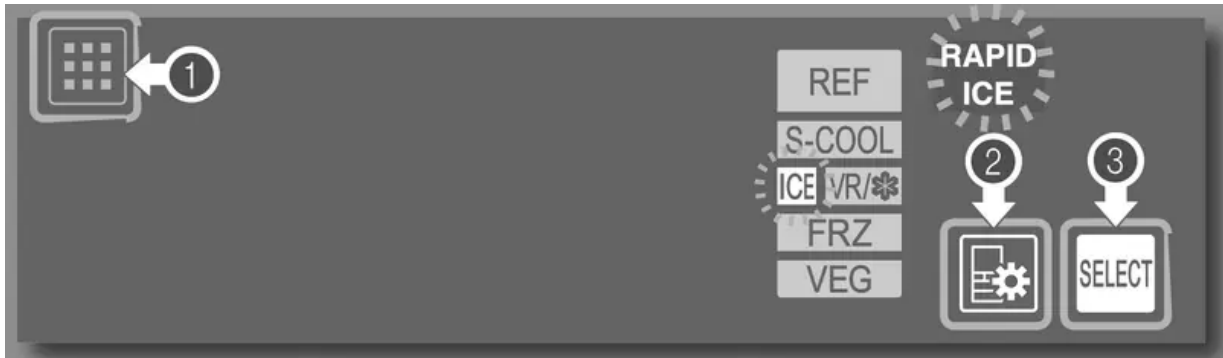 1
REF
RAPID
ICE
S-COOL
ICE VR/❄
FRZ
VEG
2
3
SELECT